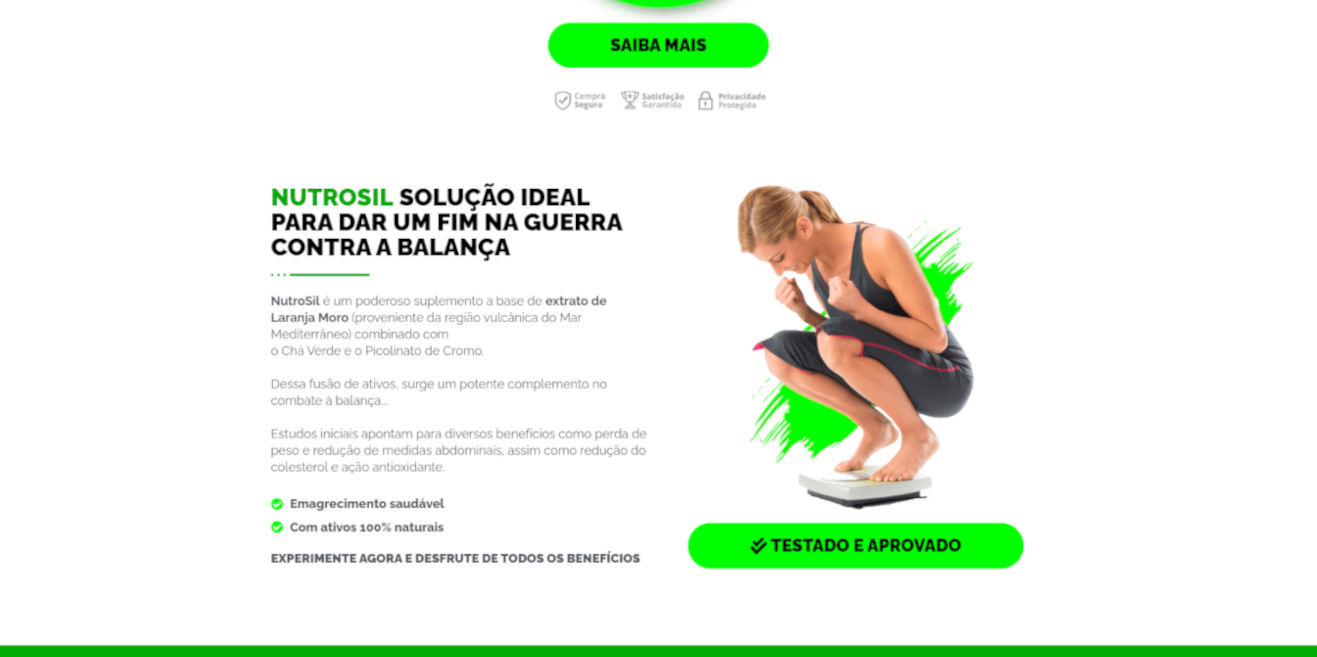 SAIBA MAIS
Compra
Segura
Satisfação
Garantida
Privacidade
Protegida
NUTROSIL SOLUÇÃO IDEAL
PARA DAR UM FIM NA GUERRA
CONTRA A BALANÇA
NutroSil é um poderoso suplemento a base de extrato de
Laranja Moro (proveniente da região vulcânica do Mar
Mediterrâneo) combinado com
o Chá Verde e o Picolinato de Cromo.
Dessa fusão de ativos, surge um potente complemento no
combate à balança...
Estudos iniciais apontam para diversos benefícios como perda de
peso e redução de medidas abdominais, assim como redução do
colesterol e ação antioxidante.
Emagrecimento saudável
Com ativos 100% naturais
EXPERIMENTE AGORA E DESFRUTE DE TODOS OS BENEFÍCIOS
TESTADO E APROVADO